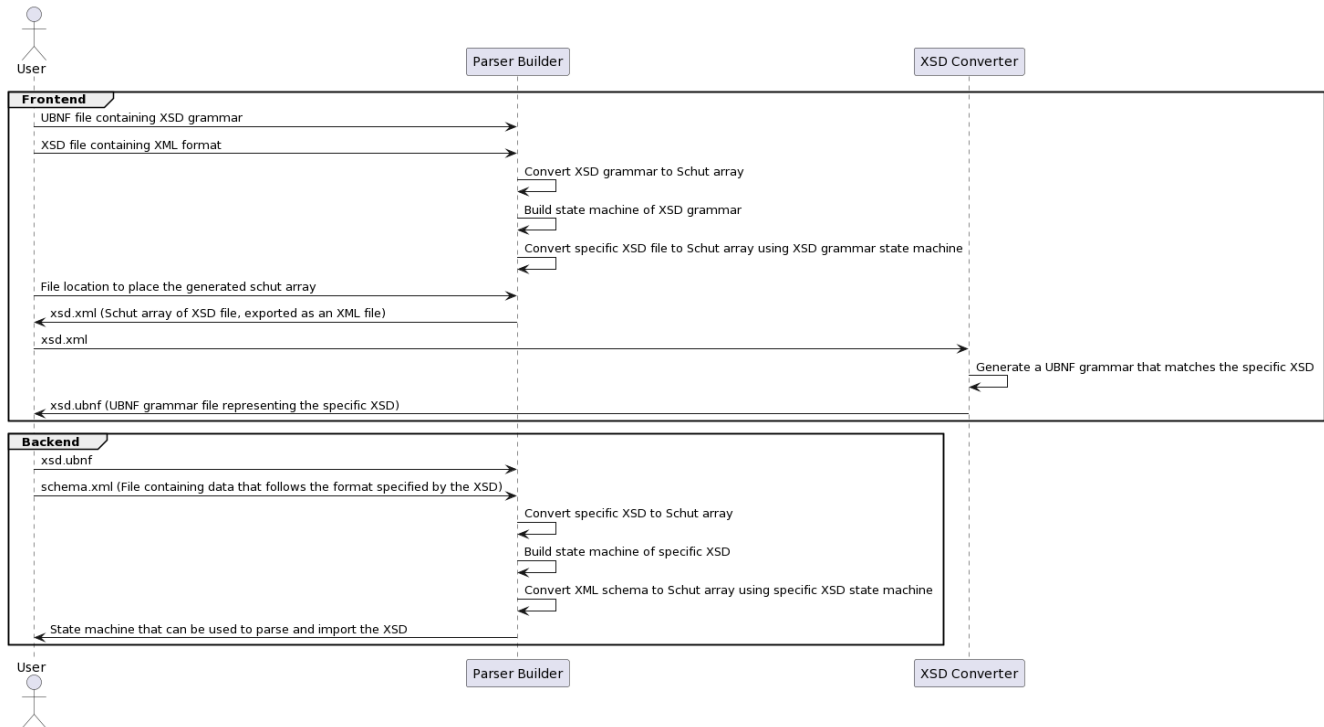 User
Parser Builder
XSD Converter
Frontend
UBNF file containing XSD grammar
XSD file containing XML format
Convert XSD grammar to Schut array
Build state machine of XSD grammar
Convert specific XSD file to Schut array using XSD grammar state machine
File location to place the generated schut array
xsd.xml (Schut array of XSD file, exported as an XML file)
xsd.xml
Generate a UBNF grammar that matches the specific XSD
xsd.ubnf (UBNF grammar file representing the specific XSD)
Backend
xsd.ubnf
schema.xml (File containing data that follows the format specified by the XSD)
Convert specific XSD to Schut array
Build state machine of specific XSD
Convert XML schema to Schut array using specific XSD state machine
State machine that can be used to parse and import the XSD
User
Parser Builder
XSD Converter